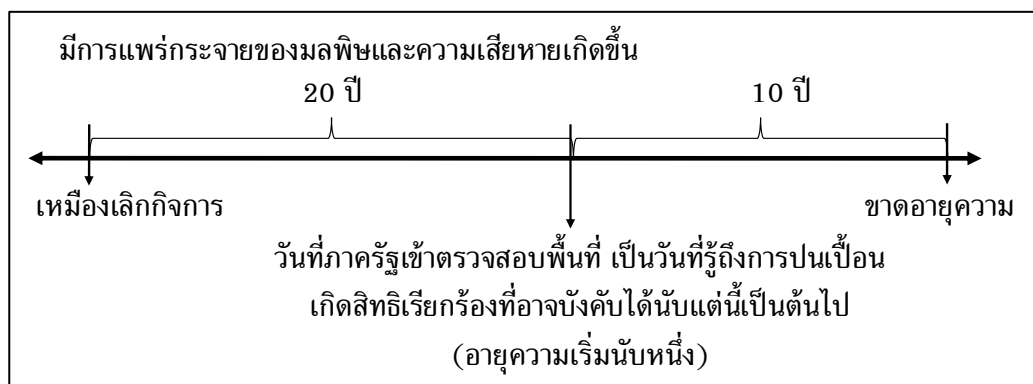 มีการแพร่กระจายของมลพิษและความเสียหายเกิดขึ้น
20 ปี 10 ปี
เหมืองเลิกกิจการ ขาดอายุความ
วันที่ภาครัฐเข้าตรวจสอบพื้นที่ เป็นวันที่รู้ถึงการปนเปื้อน
เกิดสิทธิเรียกร้องที่อาจบังคับได้นับแต่นี้เป็นต้นไป
(อายุความเริ่มนับหนึ่ง)